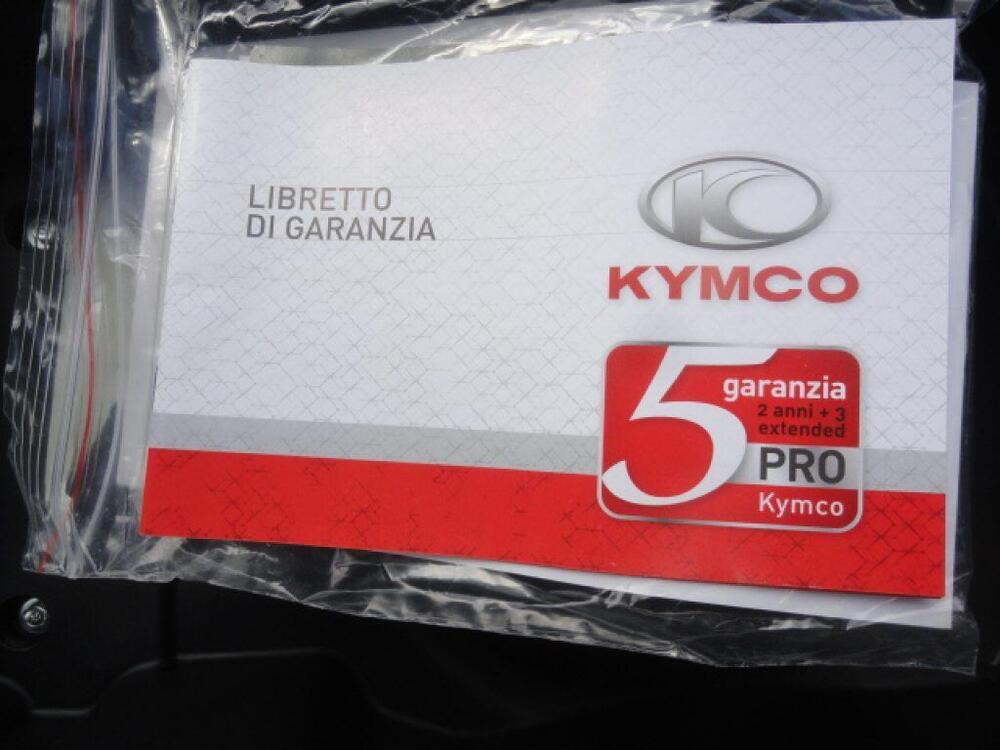 LIBRETTO
DI GARANZIA
KYMCO
5
garanzia
2 anni + 3
extended
PRO
Kymco